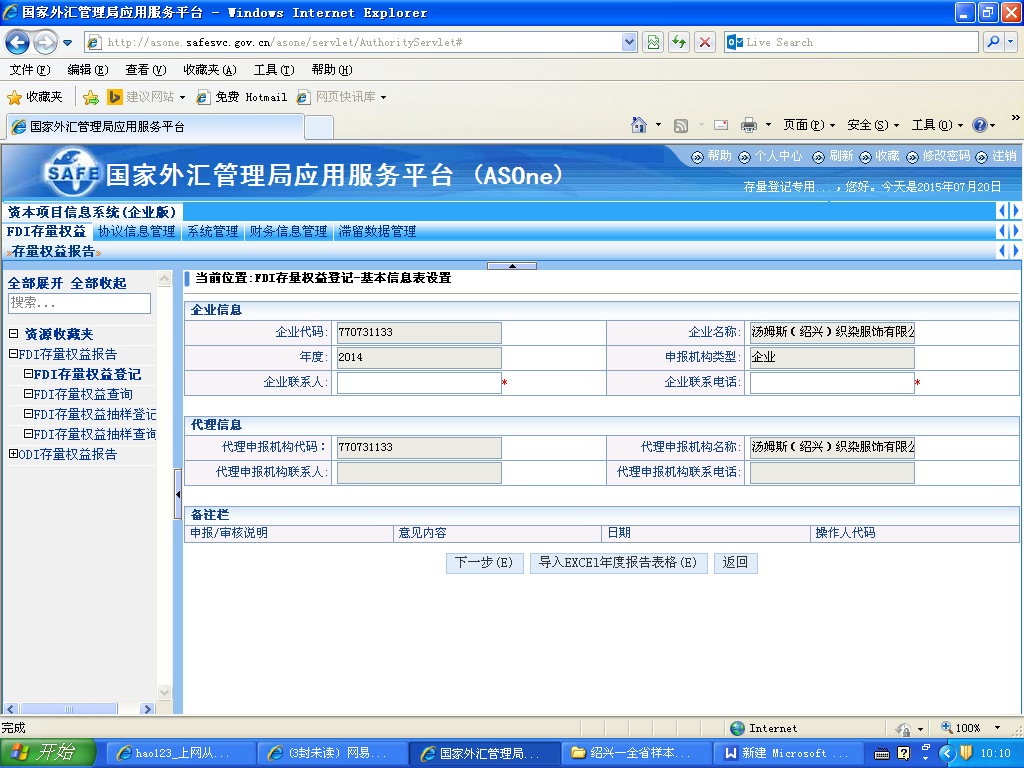 国家外汇管理局应用服务平台 - Windows Internet Explorer
http://asone.safesvc.gov.cn/asone/servlet/AuthorityServlet#
Live Search
文件(F) 编辑(E) 查看(V) 收藏夹(A) 工具(T) 帮助(H)
收藏夹 建议网站 免费 Hotmail 网页快讯库
国家外汇管理局应用服务平台
页面(P) 安全(S) 工具(O)
SAFE 国家外汇管理局应用服务平台 (ASOne)
帮助 个人中心 刷新 收藏 修改密码 注销
存量登记专用...,您好。今天是2015年07月20日
资本项目信息系统(企业版)
FDI存量权益 协议信息管理 系统管理 财务信息管理 滞留数据管理
»存量权益报告»
全部展开 全部收起
搜索...
资源收藏夹
FDI存量权益报告
FDI存量权益登记
FDI存量权益查询
FDI存量权益抽样登记
FDI存量权益抽样查询
ODI存量权益报告
当前位置:FDI存量权益登记-基本信息表设置
企业信息
企业代码: 770731133 企业名称: 汤姆斯(绍兴)织染服饰有限
年度: 2014 申报机构类型: 企业
企业联系人: * 企业联系电话: *
代理信息
代理申报机构代码: 770731133 代理申报机构名称: 汤姆斯(绍兴)织染服饰有限
代理申报机构联系人: 代理申报机构联系电话:
备注栏
申报/审核说明 意见内容 日期 操作人代码
下一步(E) 导入EXCEl年度报告表格(E) 返回
完成 Internet 100%
开始 hao123_上网从... (3封未读) 网易... 国家外汇管理局... 绍兴一全省样本... 新建 Microsoft ... 10:10